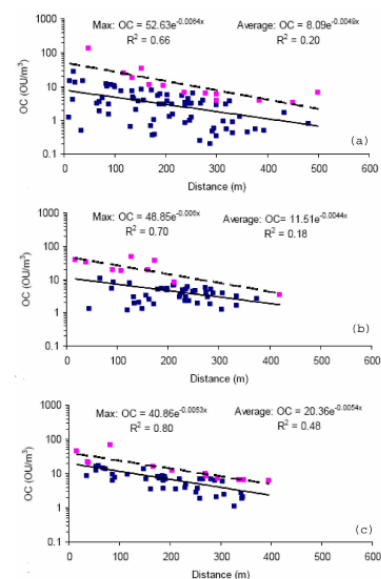 Max: OC = 52.63e-0.0064x Average: OC = 8.09e-0.0049x
R2 = 0.66 R2 = 0.20
OC (OU/m3)
1000
100
10
1
0.1
(a)
0 100 200 300 400 500 600
Distance (m)
Max: OC = 48.85e-0.006x Average: OC= 11.51e-0.0044x
R2 = 0.70 R2 = 0.18
OC (OU/m3)
1000
100
10
1
0.1
(b)
0 100 200 300 400 500 600
Distance (m)
Max: OC = 40.86e-0.0053x Average: OC = 20.36e-0.0054x
R2 = 0.80 R2 = 0.48
OC (OU/m3)
1000
100
10
1
0.1
(c)
0 100 200 300 400 500 600
Distance (m)